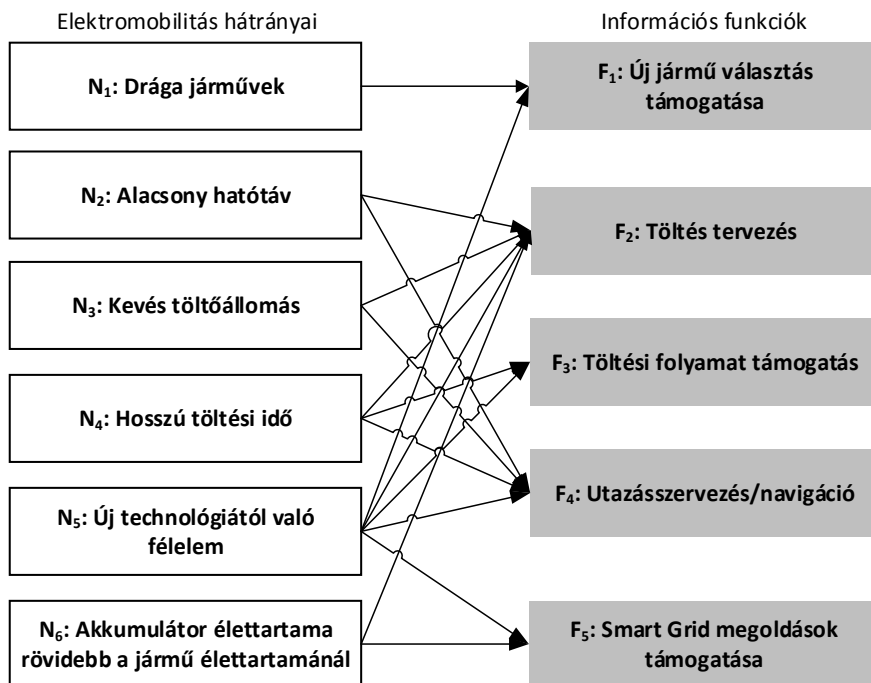 Elektromobilitás hátrányai
N₁: Drága járművek
N₂: Alacsony hatótáv
N₃: Kevés töltőállomás
N₄: Hosszú töltési idő
N₅: Új technológiától való
félelem
N₆: Akkumulátor élettartama
rövidebb a jármű élettartamánál
Információs funkciók
F₁: Új jármű választás
támogatása
F₂: Töltés tervezés
F₃: Töltési folyamat támogatás
F₄: Utazásszervezés/navigáció
F₅: Smart Grid megoldások
támogatása